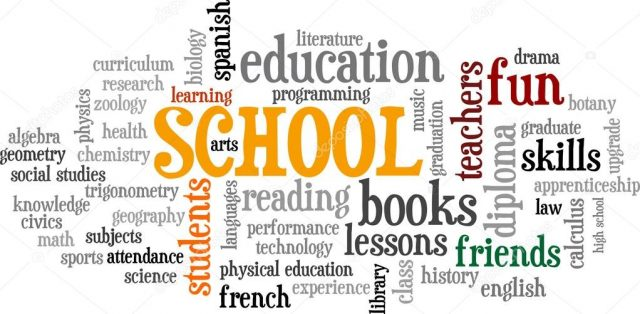 spanish
biology
literature
education
curriculum
research
zoology
physics
learning
programming
music
graduation
teachers
fun
drama
botany
graduate
upgrade
skills
algebra
geometry
social studies
health
chemistry
arts
SCHOOL
diploma
apprenticeship
trigonometry
knowledge
civics
math
sports
geography
subjects
attendance
science
students
languages
reading
books
law
calculus
high school
performance
technology
lessons
friends
physical education
french
experience
library
class
history
english